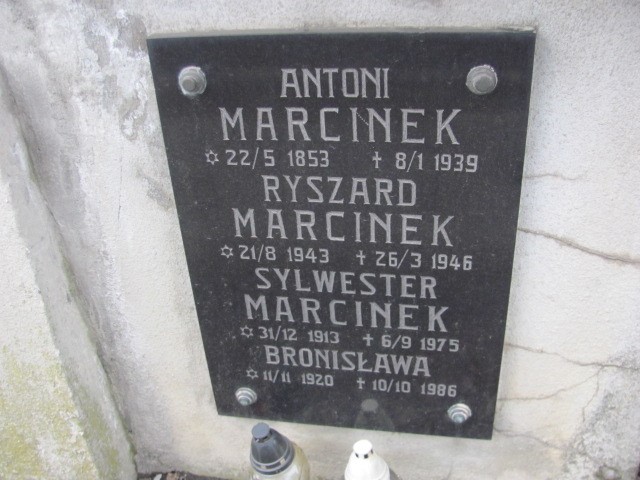 ANTONI
MARCINEK
✡ 22/5 1853 ✝ 8/1 1939
RYSZARD
MARCINEK
✡ 21/8 1943 ✝ 26/3 1946
SYLWESTER
MARCINEK
✡ 31/12 1913 ✝ 6/9 1975
BRONISŁAWA
✡ 11/11 1920 ✝ 10/10 1986